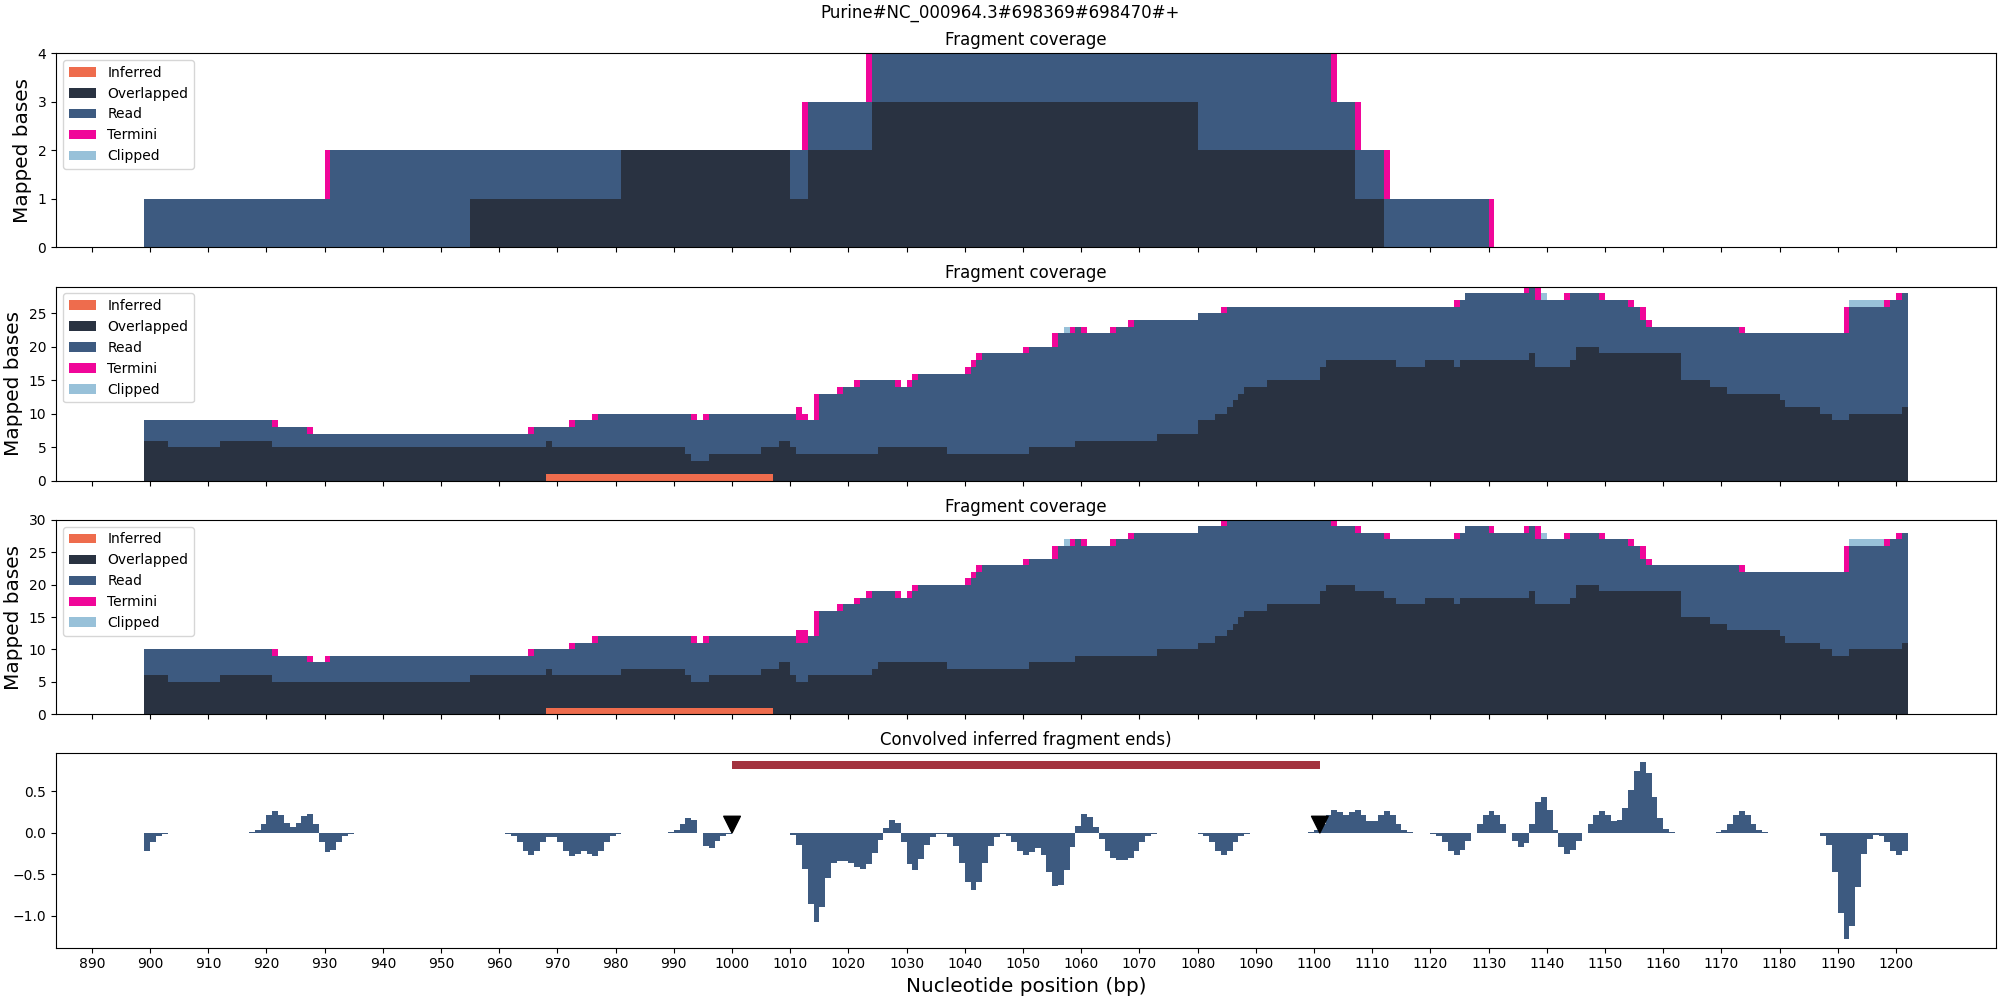 Purine#NC_000964.3#698369#698470#+
Fragment coverage
Mapped bases
4
3
2
1
0
Inferred
Overlapped
Read
Termini
Clipped
Fragment coverage
Mapped bases
25
20
15
10
5
0
Inferred
Overlapped
Read
Termini
Clipped
Fragment coverage
Mapped bases
30
25
20
15
10
5
0
Inferred
Overlapped
Read
Termini
Clipped
Convolved inferred fragment ends)
0.5
0.0
−0.5
−1.0
890 900 910 920 930 940 950 960 970 980 990 1000 1010 1020 1030 1040 1050 1060 1070 1080 1090 1100 1110 1120 1130 1140 1150 1160 1170 1180 1190 1200
Nucleotide position (bp)